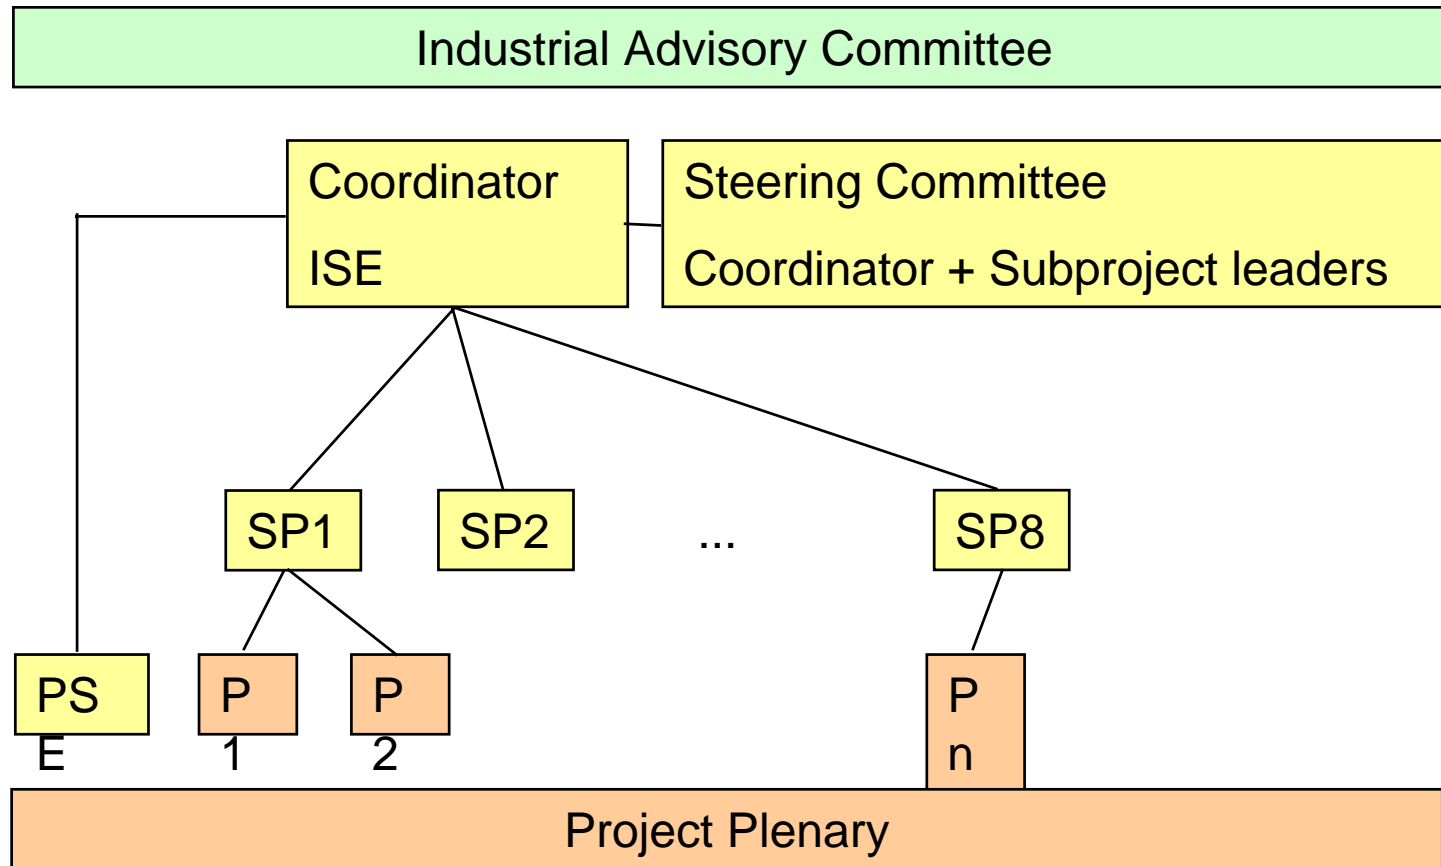 Industrial Advisory Committee
Coordinator
ISE
Steering Committee
Coordinator + Subproject leaders
SP1
SP2
...
SP8
PS
E
P
1
P
2
P
n
Project Plenary